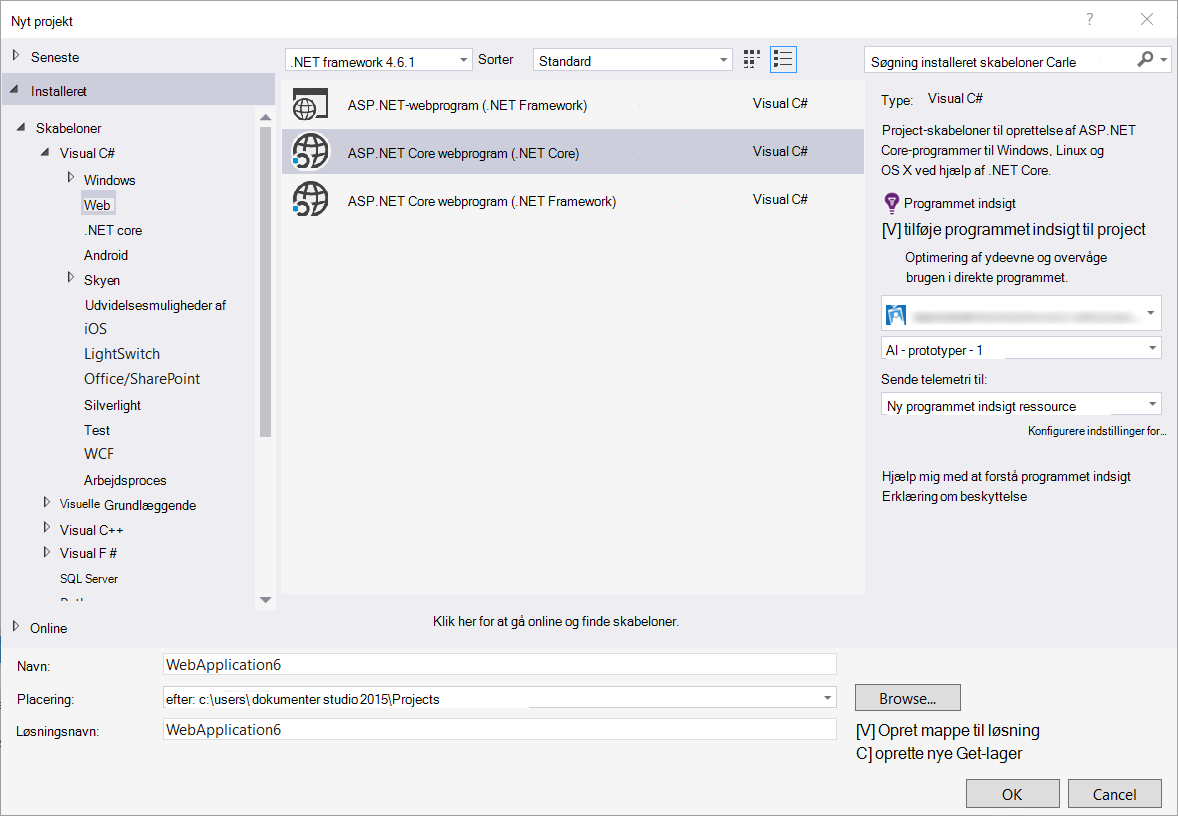 Nyt projekt
?
Seneste
Installeret
Skabeloner
Visual C#
Windows
Web
.NET core
Android
Skyen
Udvidelsesmuligheder af
iOS
LightSwitch
Office/SharePoint
Silverlight
Test
WCF
Arbejdsproces
Visuelle Grundlæggende
Visual C++
Visual F #
SQL Server
Online
.NET framework 4.6.1
Sorter
Standard
Søgning installeret skabeloner Carle
ASP.NET-webprogram (.NET Framework) Visual C#
ASP.NET Core webprogram (.NET Core) Visual C#
ASP.NET Core webprogram (.NET Framework) Visual C#
Klik her for at gå online og finde skabeloner.
Type: Visual C#
Project-skabeloner til oprettelse af ASP.NET
Core-programmer til Windows, Linux og
OS X ved hjælp af .NET Core.
Programmet indsigt
[V] tilføje programmet indsigt til project
Optimering af ydeevne og overvåge
brugen i direkte programmet.
AI - prototyper - 1
Sende telemetri til:
Ny programmet indsigt ressource
Konfigurere indstillinger for...
Hjælp mig med at forstå programmet indsigt
Erklæring om beskyttelse
Navn: WebApplication6
Placering: efter: c:\users\ dokumenter studio 2015\Projects
Browse...
Løsningsnavn: WebApplication6
[V] Opret mappe til løsning
C] oprette nye Get-lager
OK
Cancel